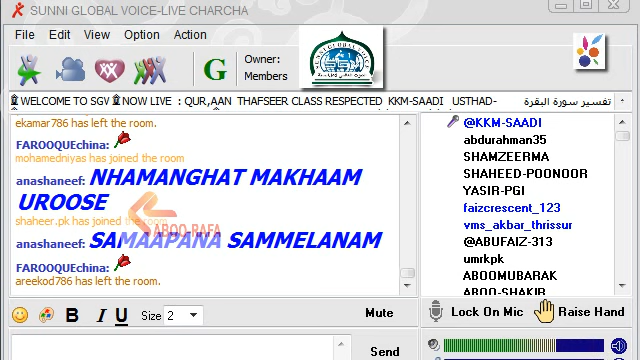 SUNNI GLOBAL VOICE-LIVE CHARCHA
File Edit View Option Action
G Owner:
Members
WELCOME TO SGV NOW LIVE : QUR,AAN THAFSEER CLASS RESPECTED KKM-SAADI USTHAD- تفسير سورة البقرة
ekamar786 has left the room.
FAROOQUEchina:
mohamedniyas has joined the room
anashaneef: NHAMANGHAT MAKHAAM
UROOSE
shaheer.pk has joined the room
ABOO-RAFA
anashaneef: SAMAAPANA SAMMELANAM
FAROOQUEchina:
areekod786 has left the room.
@KKM-SAADI
abdurahman35
SHAMZEERMA
SHAHEED-POONOOR
YASIR-PGI
faizcrescent_123
vms_akbar_thrissur
@ABUFAIZ-313
umrkpk
ABOOMUBARAK
ABOO-SHAKIR
B I U Size 2 Mute
Lock On Mic Raise Hand
Send